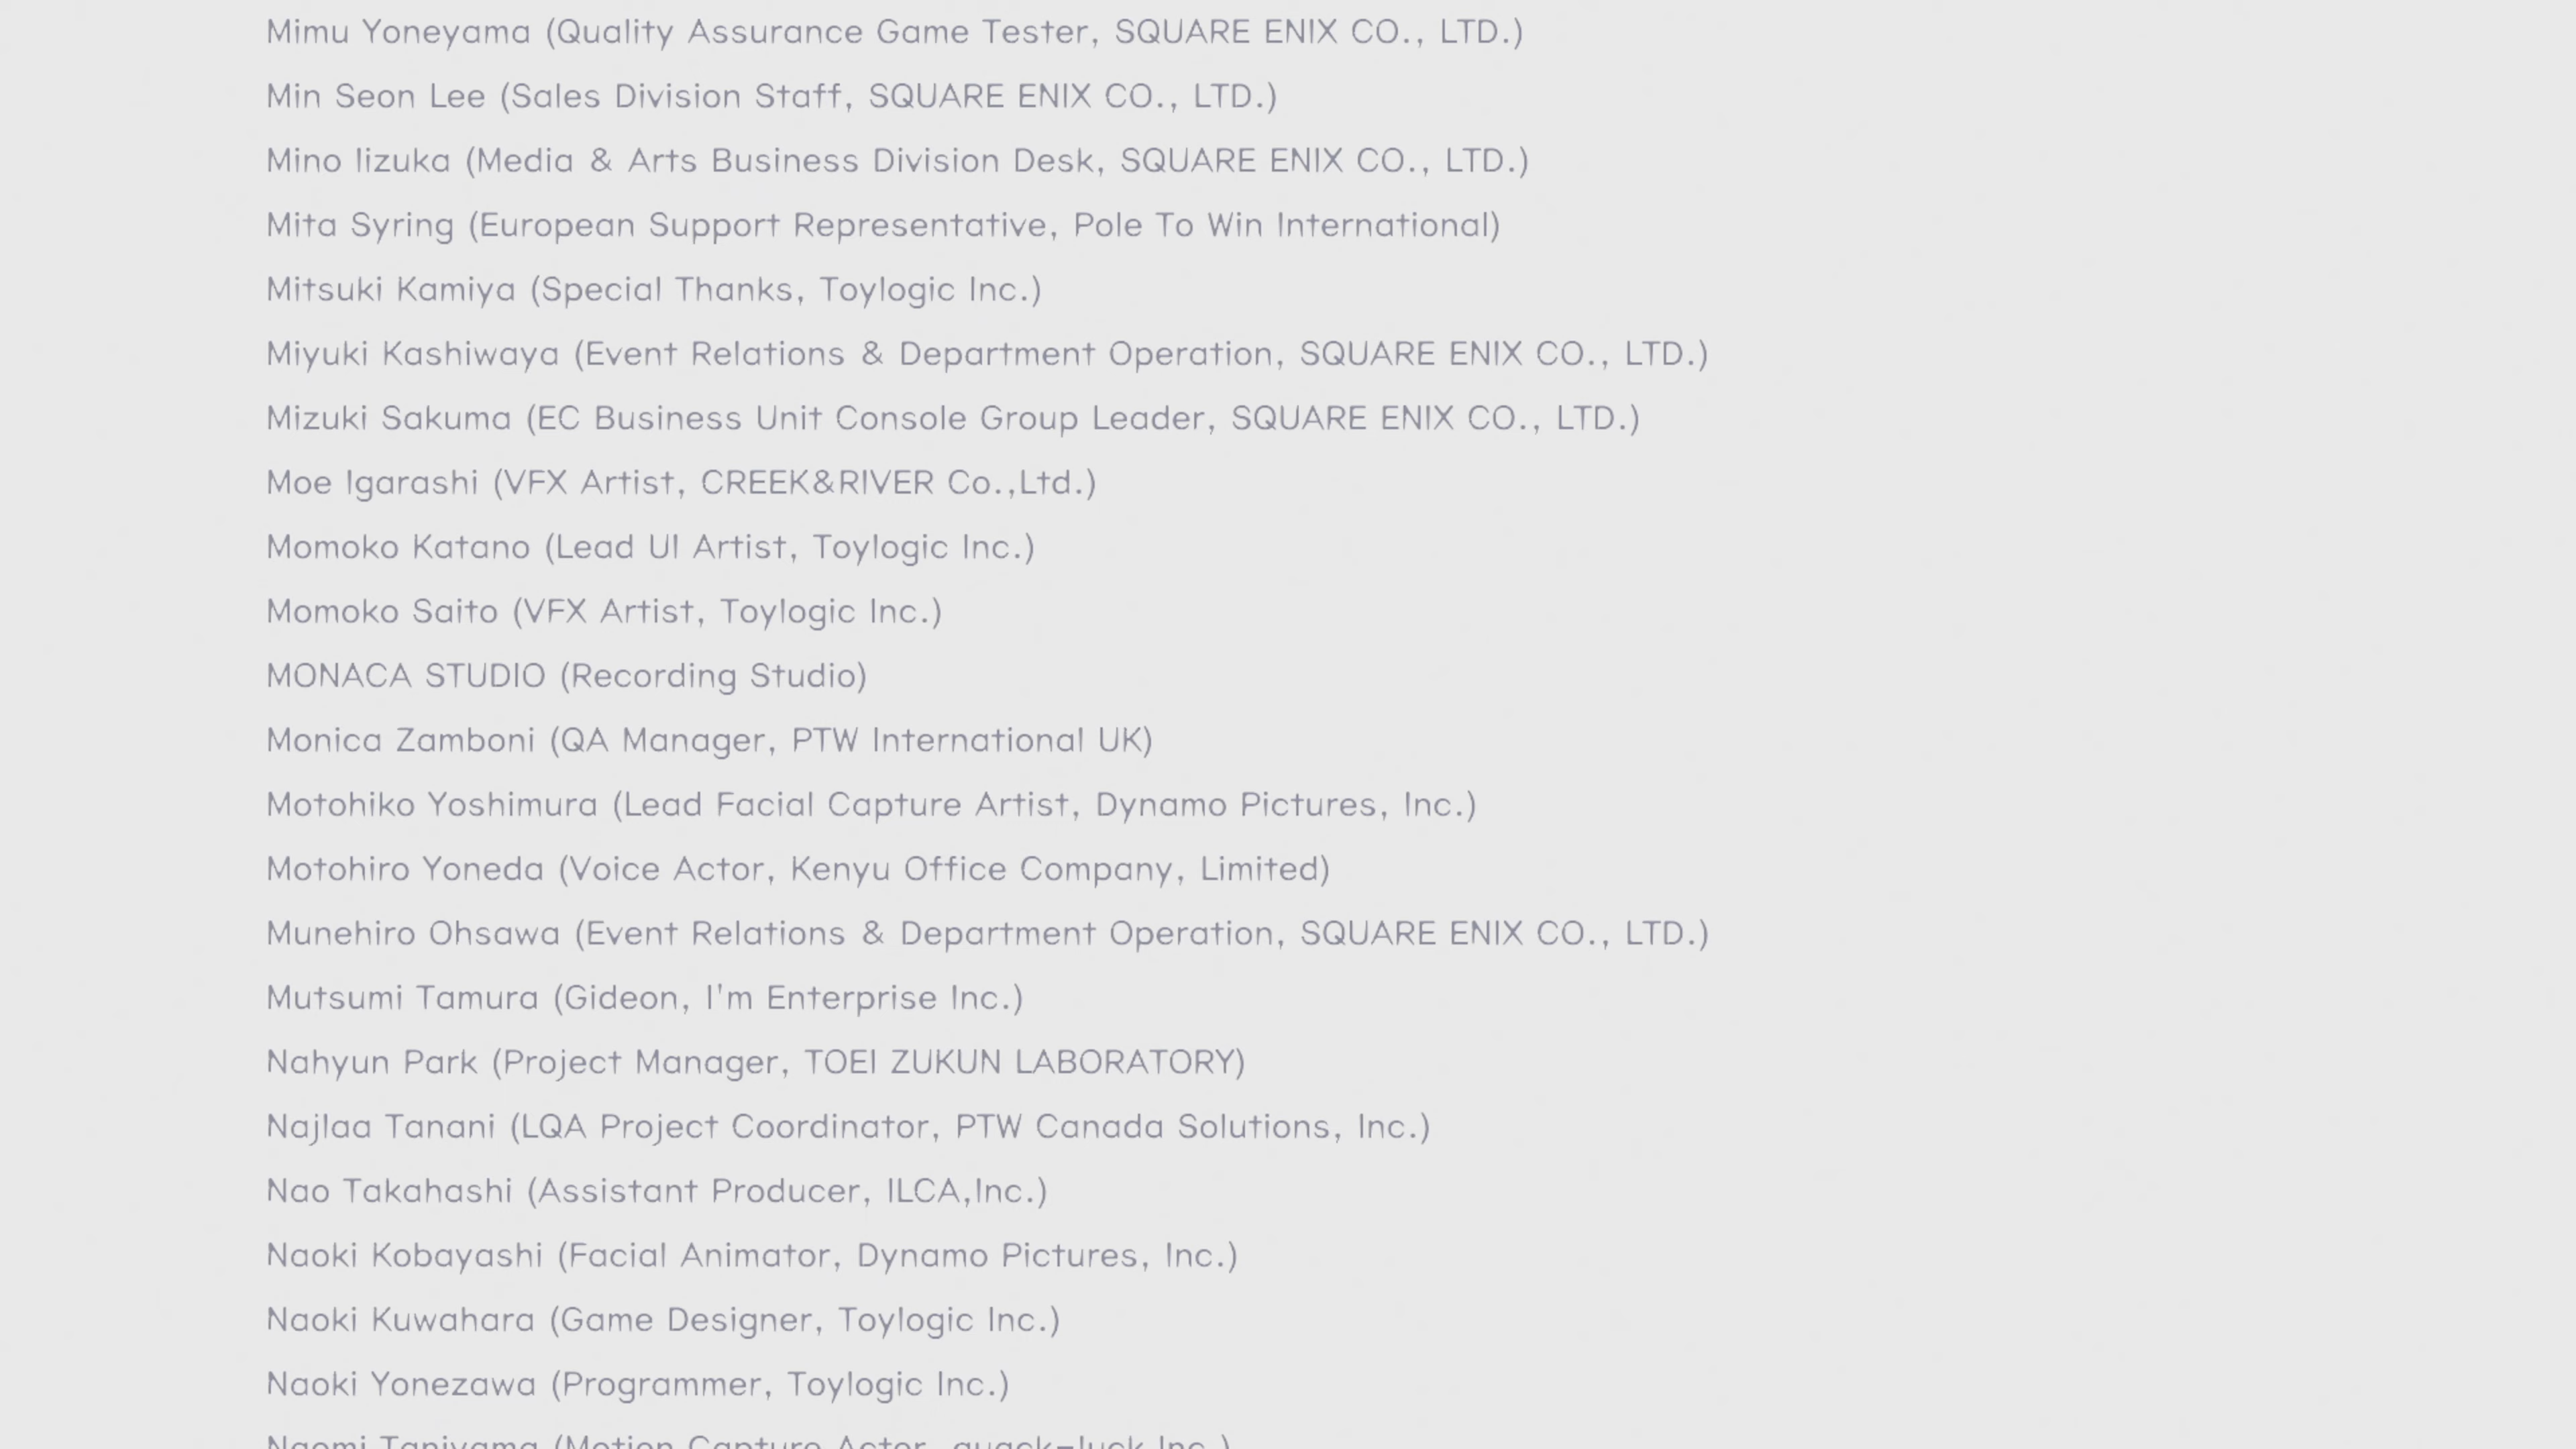 Mimu Yoneyama (Quality Assurance Game Tester, SQUARE ENIX CO., LTD.)
Min Seon Lee (Sales Division Staff, SQUARE ENIX CO., LTD.)
Mino Iizuka (Media & Arts Business Division Desk, SQUARE ENIX CO., LTD.)
Mita Syring (European Support Representative, Pole To Win International)
Mitsuki Kamiya (Special Thanks, Toylogic Inc.)
Miyuki Kashiwaya (Event Relations & Department Operation, SQUARE ENIX CO., LTD.)
Mizuki Sakuma (EC Business Unit Console Group Leader, SQUARE ENIX CO., LTD.)
Moe Igarashi (VFX Artist, CREEK&RIVER Co.,Ltd.)
Momoko Katano (Lead UI Artist, Toylogic Inc.)
Momoko Saito (VFX Artist, Toylogic Inc.)
MONACA STUDIO (Recording Studio)
Monica Zamboni (QA Manager, PTW International UK)
Motohiko Yoshimura (Lead Facial Capture Artist, Dynamo Pictures, Inc.)
Motohiro Yoneda (Voice Actor, Kenyu Office Company, Limited)
Munehiro Ohsawa (Event Relations & Department Operation, SQUARE ENIX CO., LTD.)
Mutsumi Tamura (Gideon, I'm Enterprise Inc.)
Nahyun Park (Project Manager, TOEI ZUKUN LABORATORY)
Najlaa Tanani (LQA Project Coordinator, PTW Canada Solutions, Inc.)
Nao Takahashi (Assistant Producer, ILCA,Inc.)
Naoki Kobayashi (Facial Animator, Dynamo Pictures, Inc.)
Naoki Kuwahara (Game Designer, Toylogic Inc.)
Naoki Yonezawa (Programmer, Toylogic Inc.)
Naomi Taniyama (Motion Capture Actor, quack-luck Inc.)